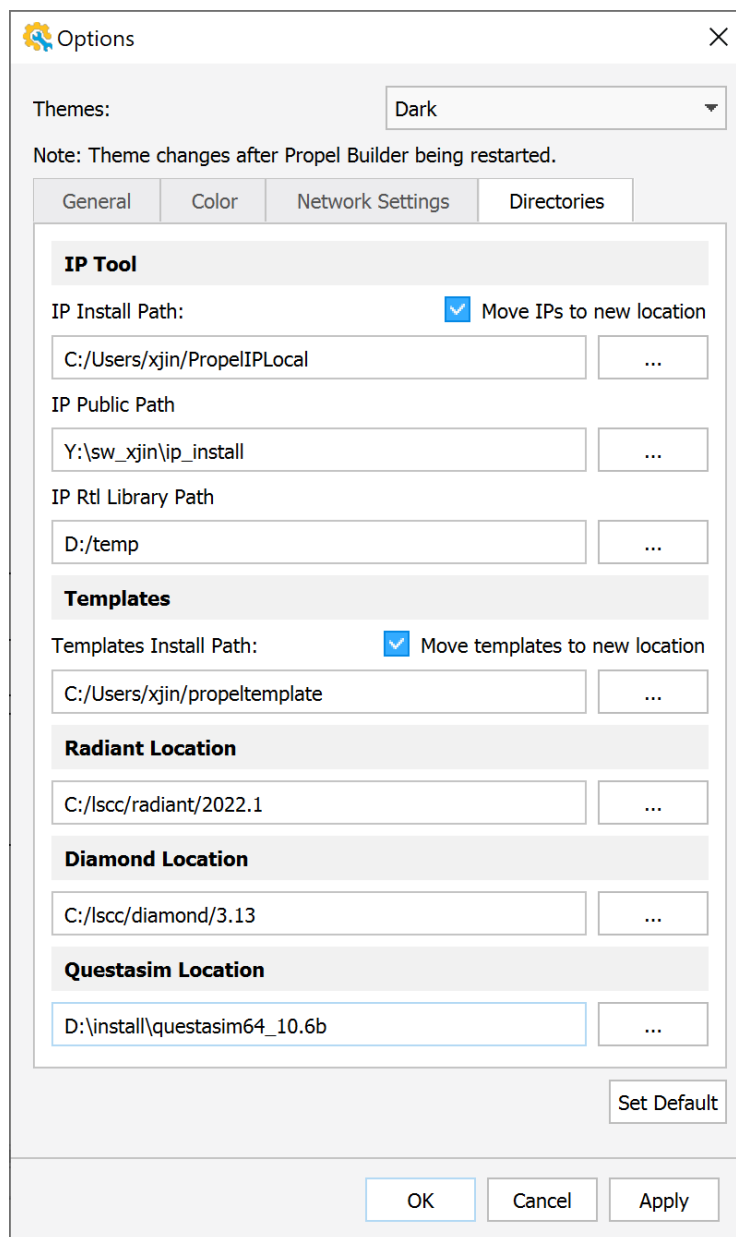 Options
Themes: Dark
Note: Theme changes after Propel Builder being restarted.
General Color Network Settings Directories
IP Tool
IP Install Path: Move IPs to new location
C:/Users/xjin/PropelIPLocal ...
IP Public Path
Y:\sw_xjin\ip_install ...
IP Rtl Library Path
D:/temp ...
Templates
Templates Install Path: Move templates to new location
C:/Users/xjin/propeltemplate ...
Radiant Location
C:/lscc/radiant/2022.1 ...
Diamond Location
C:/lscc/diamond/3.13 ...
Questasim Location
D:\install\questasim64_10.6b ...
Set Default
OK Cancel Apply